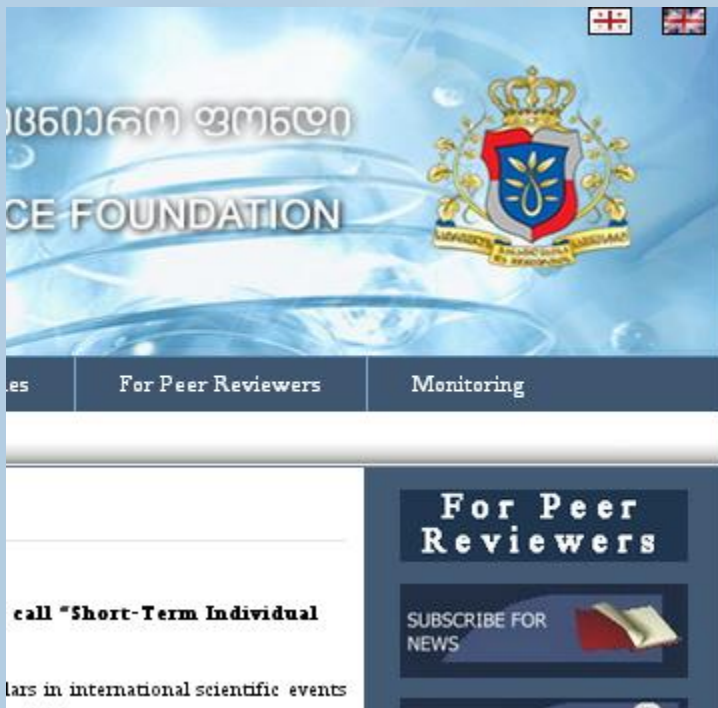 ეცნიერო ფონდი
CE FOUNDATION
les
For Peer Reviewers
Monitoring
For Peer
Reviewers
call "Short-Term Individual
SUBSCRIBE FOR
NEWS
lars in international scientific events